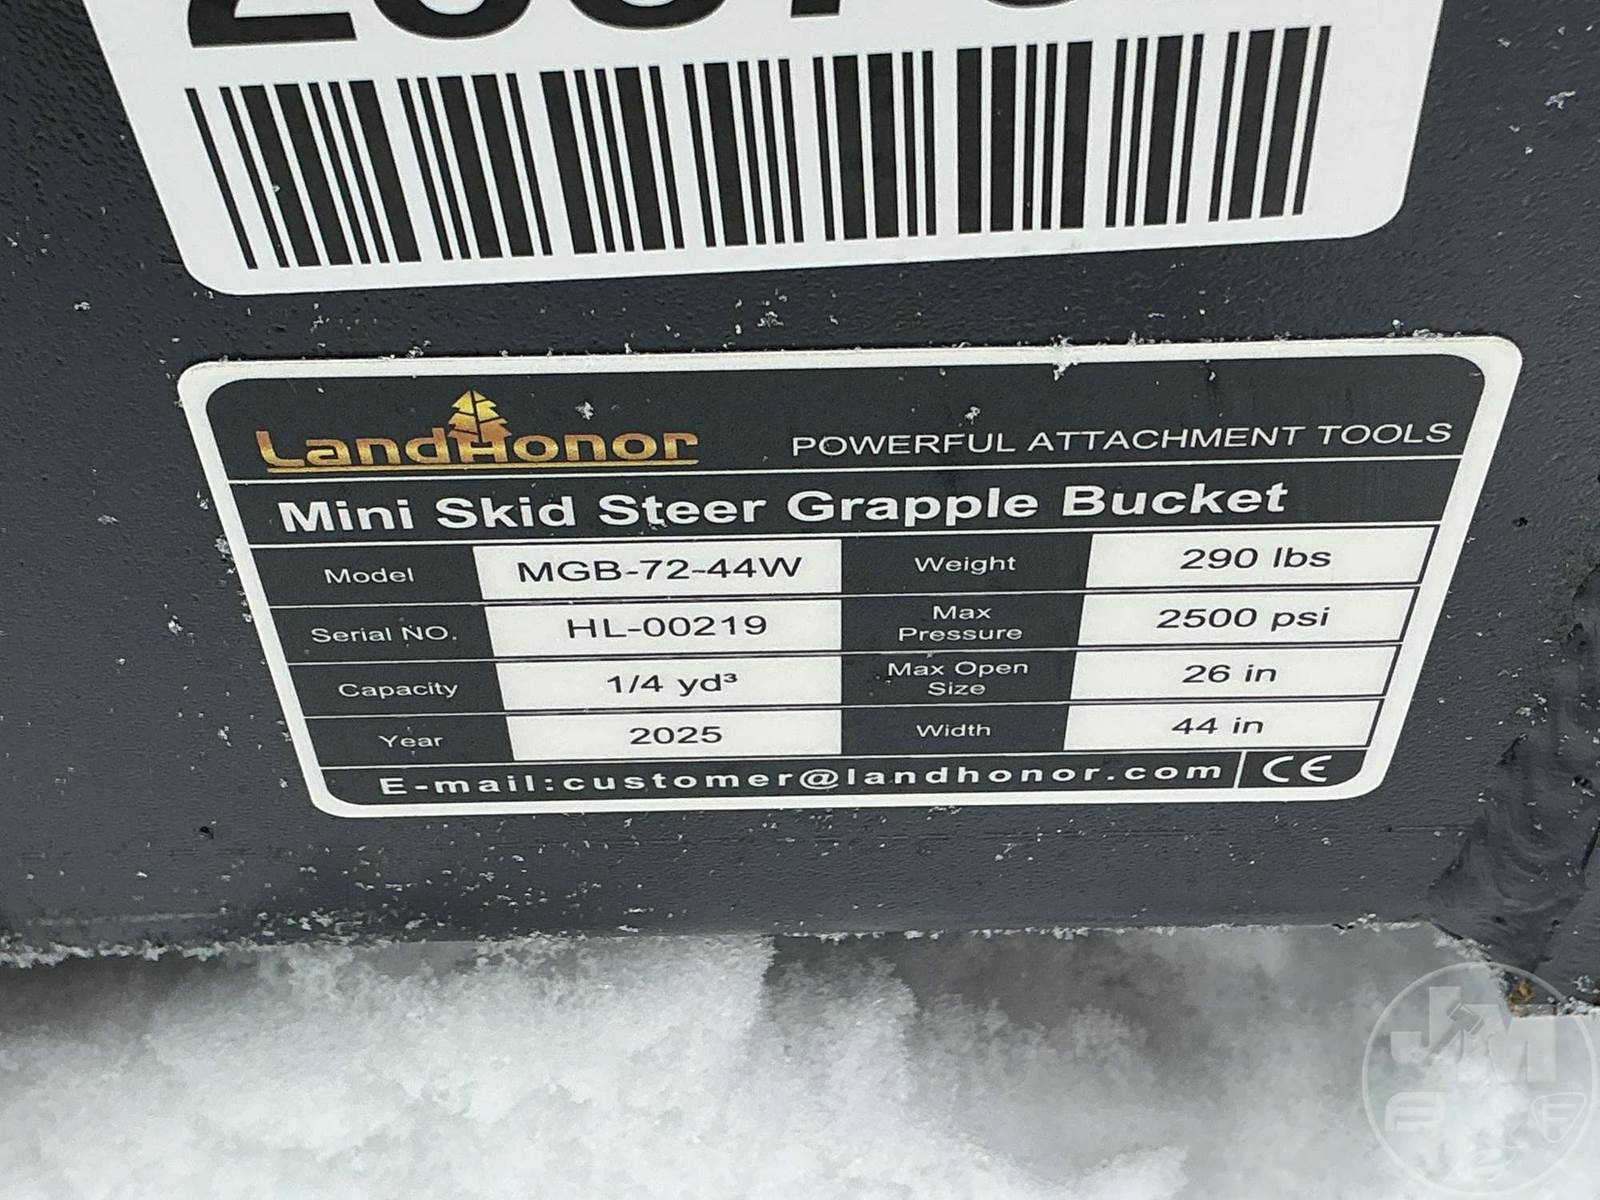 LandHonor POWERFUL ATTACHMENT TOOLS
Mini Skid Steer Grapple Bucket
Model MGB-72-44W Weight 290 lbs
Serial NO. HL-00219 Max Pressure 2500 psi
Capacity 1/4 yd³ Max Open Size 26 in
Year 2025 Width 44 in
E-mail:customer@landhonor.com CE
JM